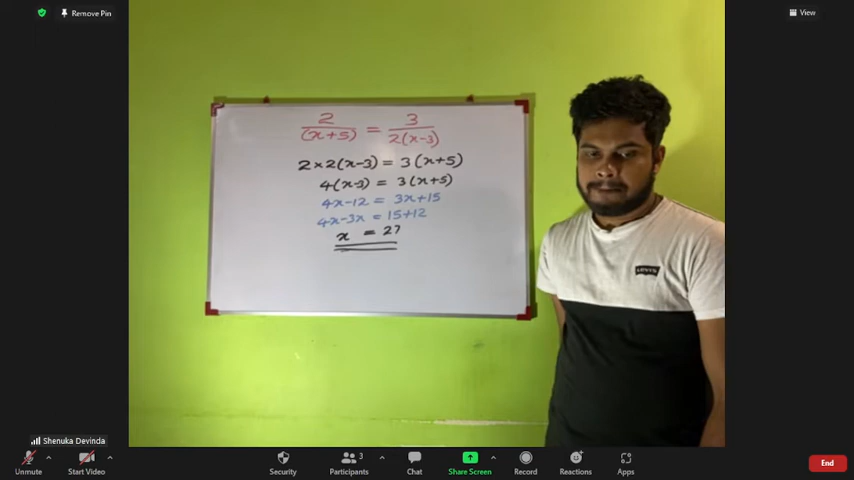 Remove Pin
View
2/(x+5) = 3/2(x-3)
2×2(x-3) = 3(x+5)
4(x-3) = 3(x+5)
4x-12 = 3x+15
4x-3x = 15+12
x = 27
LEVI'S
Shenuka Devinda
Unmute
Start Video
Security
Participants 3
Chat
Share Screen
Record
Reactions
Apps
End